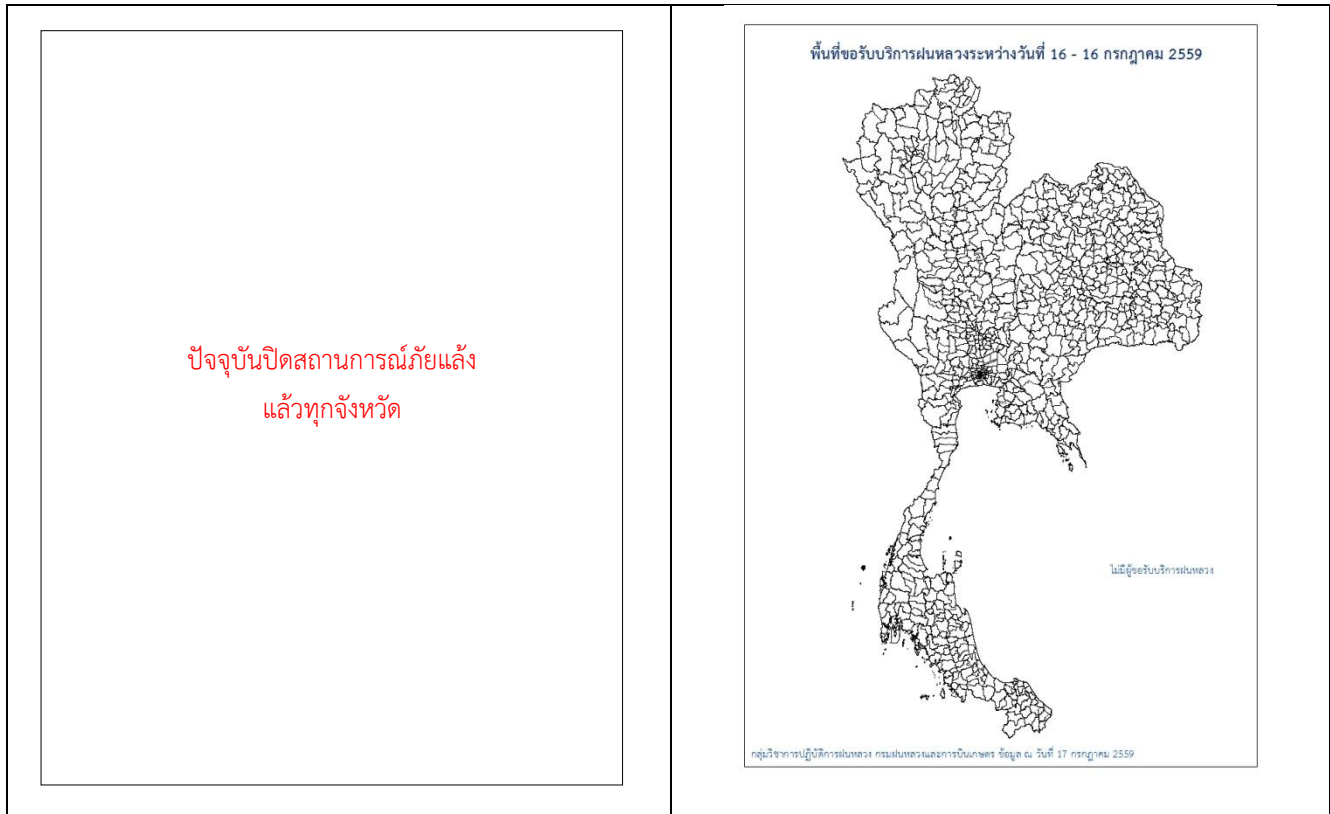 ปัจจุบันปิดสถานการณ์ภัยแล้ง
แล้วทุกจังหวัด
พื้นที่ขอรับบริการฝนหลวงระหว่างวันที่ 16 - 16 กรกฎาคม 2559
ไม่มีผู้ขอรับบริการฝนหลวง
กลุ่มวิชาการปฏิบัติการฝนหลวง กรมฝนหลวงและการบินเกษตร ข้อมูล ณ วันที่ 17 กรกฎาคม 2559